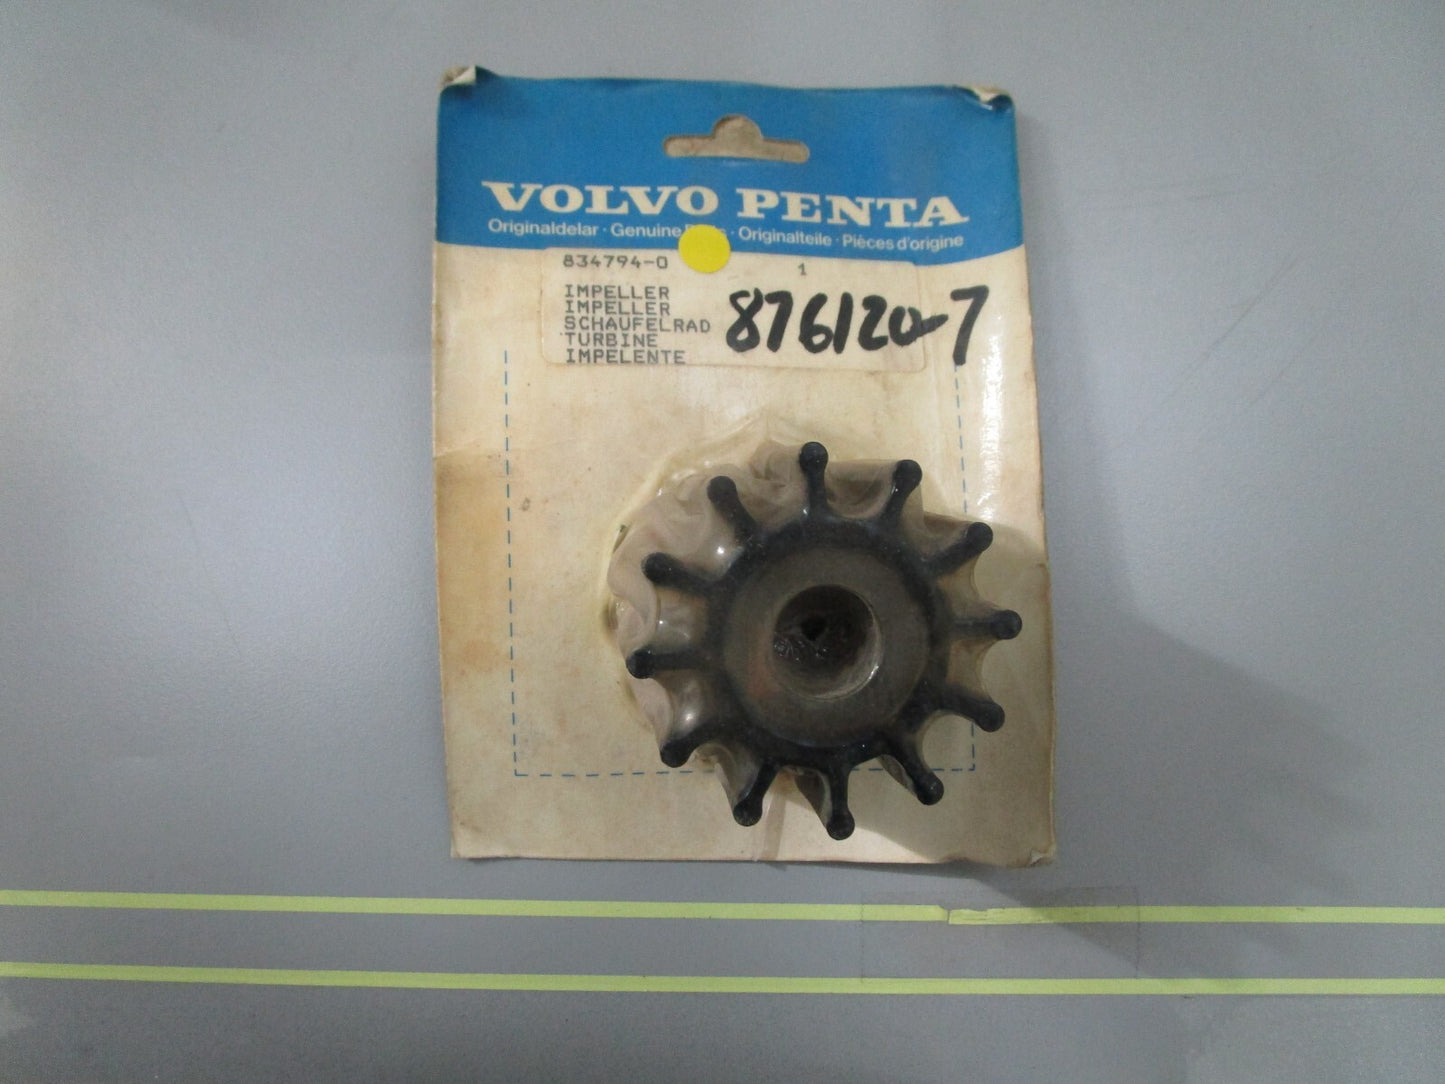 VOLVO PENTA
Originaldelar · Genuine · Originalteile · Pièces d'origine
834794-0 1
IMPELLER
IMPELLER
SCHAUFELRAD
TURBINE
IMPELENTE
876120-7